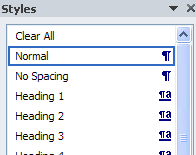 Styles
Clear All
Normal ¶
No Spacing ¶
Heading 1 ¶a
Heading 2 ¶a
Heading 3 ¶a